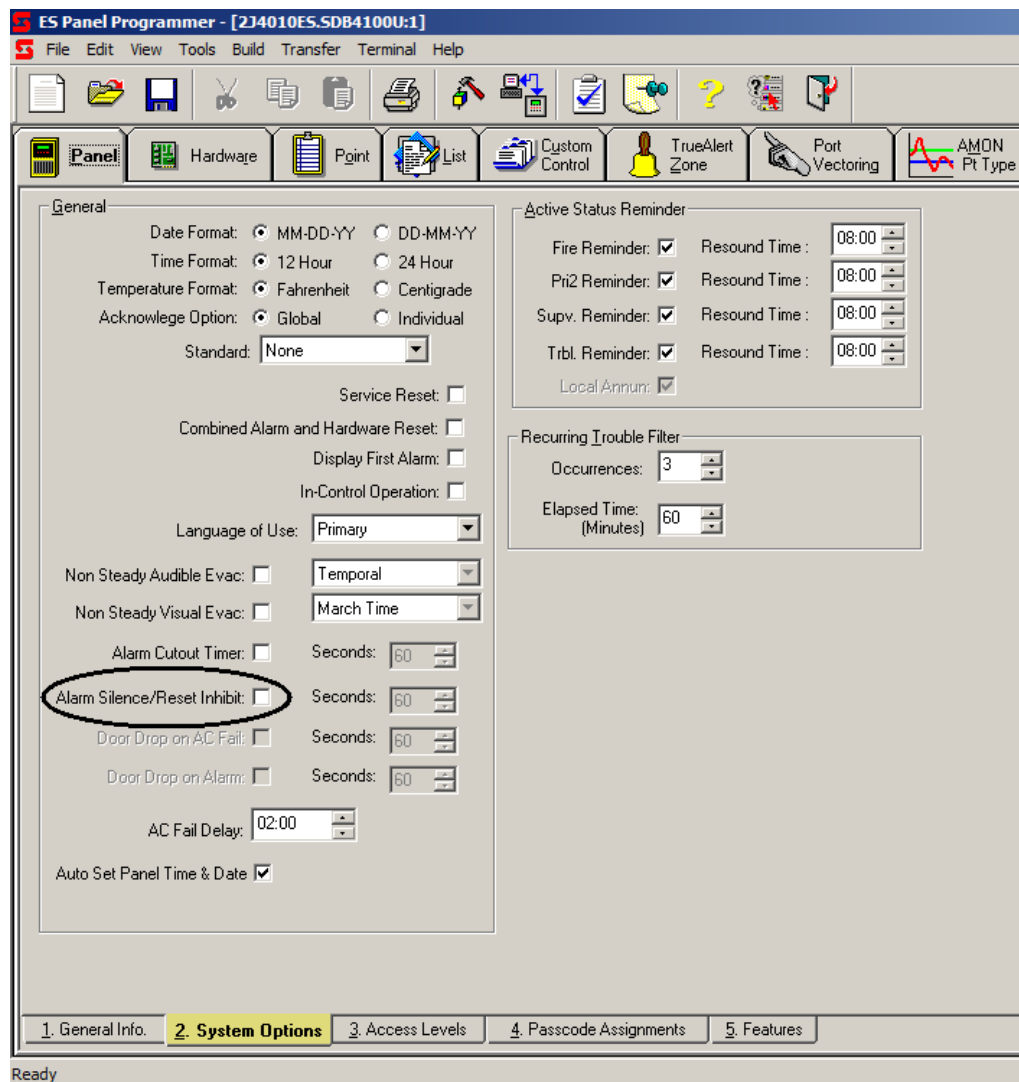 ES Panel Programmer - [2J4010ES.SDB4100U:1]
File Edit View Tools Build Transfer Terminal Help
Panel Hardware Point List Custom Control TrueAlert Zone Port Vectoring AMON Pt Type
General
Date Format: MM-DD-YY DD-MM-YY
Time Format: 12 Hour 24 Hour
Temperature Format: Fahrenheit Centigrade
Acknowlege Option: Global Individual
Standard: None
Service Reset:
Combined Alarm and Hardware Reset:
Display First Alarm:
In-Control Operation:
Language of Use: Primary
Non Steady Audible Evac: Temporal
Non Steady Visual Evac: March Time
Alarm Cutout Timer: Seconds: 60
Alarm Silence/Reset Inhibit: Seconds: 60
Door Drop on AC Fail: Seconds: 60
Door Drop on Alarm: Seconds: 60
AC Fail Delay: 02:00
Auto Set Panel Time & Date
Active Status Reminder
Fire Reminder: Resound Time : 08:00
Pri2 Reminder: Resound Time : 08:00
Supv. Reminder: Resound Time : 08:00
Trbl. Reminder: Resound Time : 08:00
Local Annun:
Recurring Trouble Filter
Occurrences: 3
Elapsed Time: (Minutes) 60
1. General Info. 2. System Options 3. Access Levels 4. Passcode Assignments 5. Features
Ready